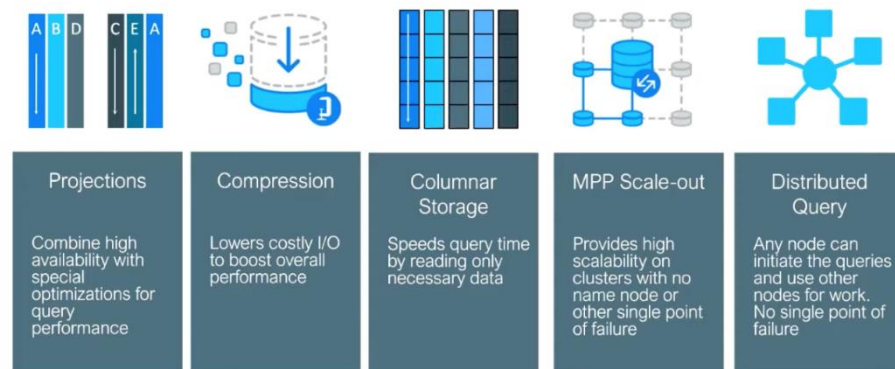 A B D C E A
Projections
Combine high
availability with
special
optimizations for
query
performance
Compression
Lowers costly I/O
to boost overall
performance
Columnar
Storage
Speeds query time
by reading only
necessary data
MPP Scale-out
Provides high
scalability on
clusters with no
name node or
other single point
of failure
Distributed
Query
Any node can
initiate the queries
and use other
nodes for work.
No single point of
failure